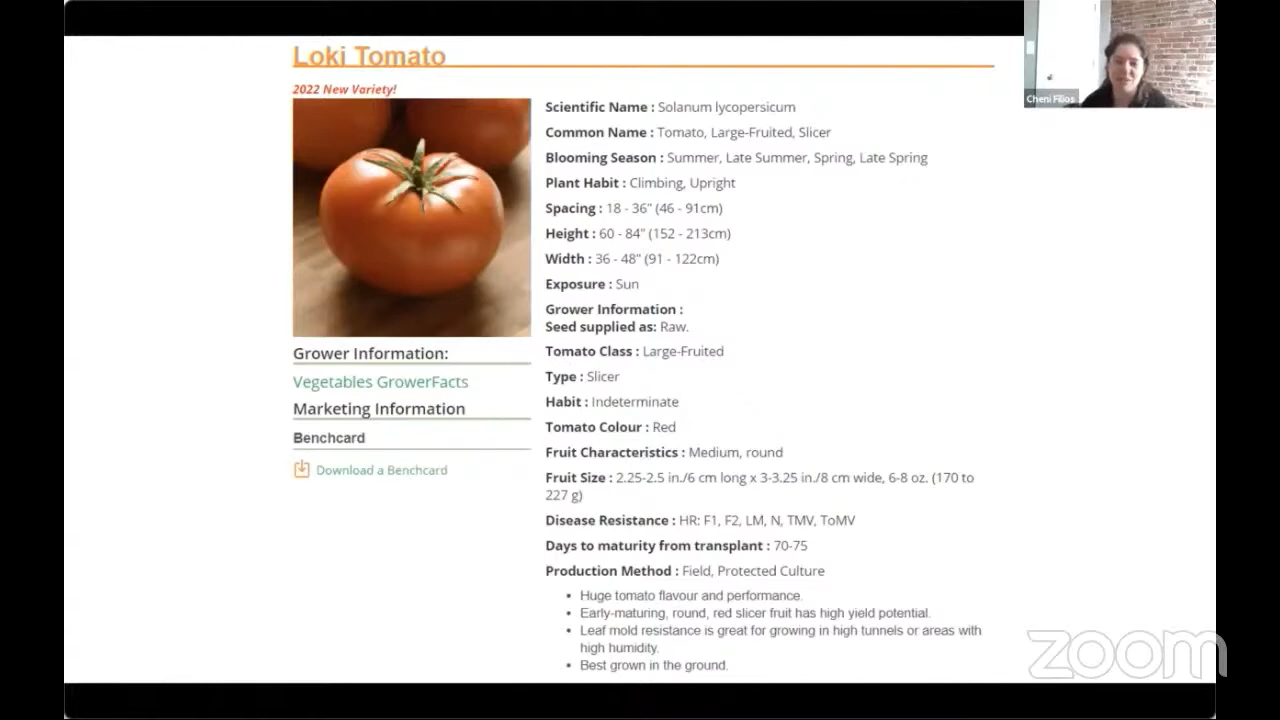 Loki Tomato
2022 New Variety!
Cheni Filios
Scientific Name : Solanum lycopersicum
Common Name : Tomato, Large-Fruited, Slicer
Blooming Season : Summer, Late Summer, Spring, Late Spring
Plant Habit : Climbing, Upright
Spacing : 18 - 36" (46 - 91cm)
Height : 60 - 84" (152 - 213cm)
Width : 36 - 48" (91 - 122cm)
Exposure : Sun
Grower Information :
Seed supplied as: Raw.
Tomato Class : Large-Fruited
Type : Slicer
Habit : Indeterminate
Tomato Colour : Red
Fruit Characteristics : Medium, round
Fruit Size : 2.25-2.5 in./6 cm long x 3-3.25 in./8 cm wide, 6-8 oz. (170 to
227 g)
Disease Resistance : HR: F1, F2, LM, N, TMV, ToMV
Days to maturity from transplant : 70-75
Production Method : Field, Protected Culture
• Huge tomato flavour and performance.
• Early-maturing, round, red slicer fruit has high yield potential.
• Leaf mold resistance is great for growing in high tunnels or areas with
high humidity.
• Best grown in the ground.
Grower Information:
Vegetables GrowerFacts
Marketing Information
Benchcard
Download a Benchcard
zoom